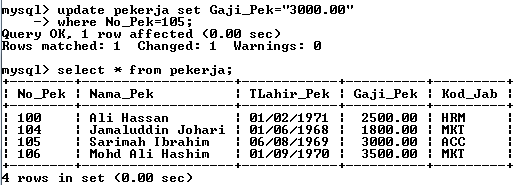 mysql> update pekerja set Gaji_Pek="3000.00"
    -> where No_Pek=105;
Query OK, 1 row affected (0.00 sec)
Rows matched: 1  Changed: 1  Warnings: 0

mysql> select * from pekerja;
+--------+------------------+------------+----------+---------+
| No_Pek | Nama_Pek         | TLahir_Pek | Gaji_Pek | Kod_Jab |
+--------+------------------+------------+----------+---------+
| 100    | Ali Hassan       | 01/02/1971 |  2500.00 | HRM     |
| 104    | Jamaluddin Johari | 01/06/1968 |  1800.00 | MKT     |
| 105    | Sarimah Ibrahim  | 06/08/1969 |  3000.00 | ACC     |
| 106    | Mohd Ali Hashim  | 01/09/1970 |  3500.00 | MKT     |
+--------+------------------+------------+----------+---------+
4 rows in set (0.00 sec)